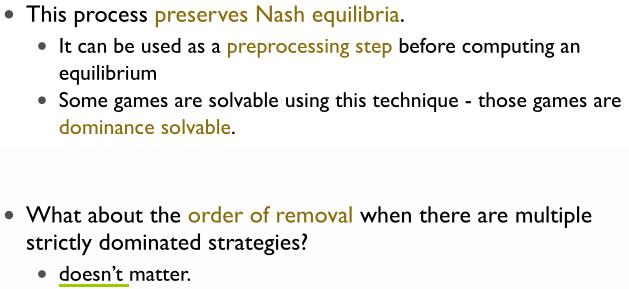 • This process preserves Nash equilibria.
• It can be used as a preprocessing step before computing an
equilibrium
• Some games are solvable using this technique - those games are
dominance solvable.
• What about the order of removal when there are multiple
strictly dominated strategies?
• doesn't matter.